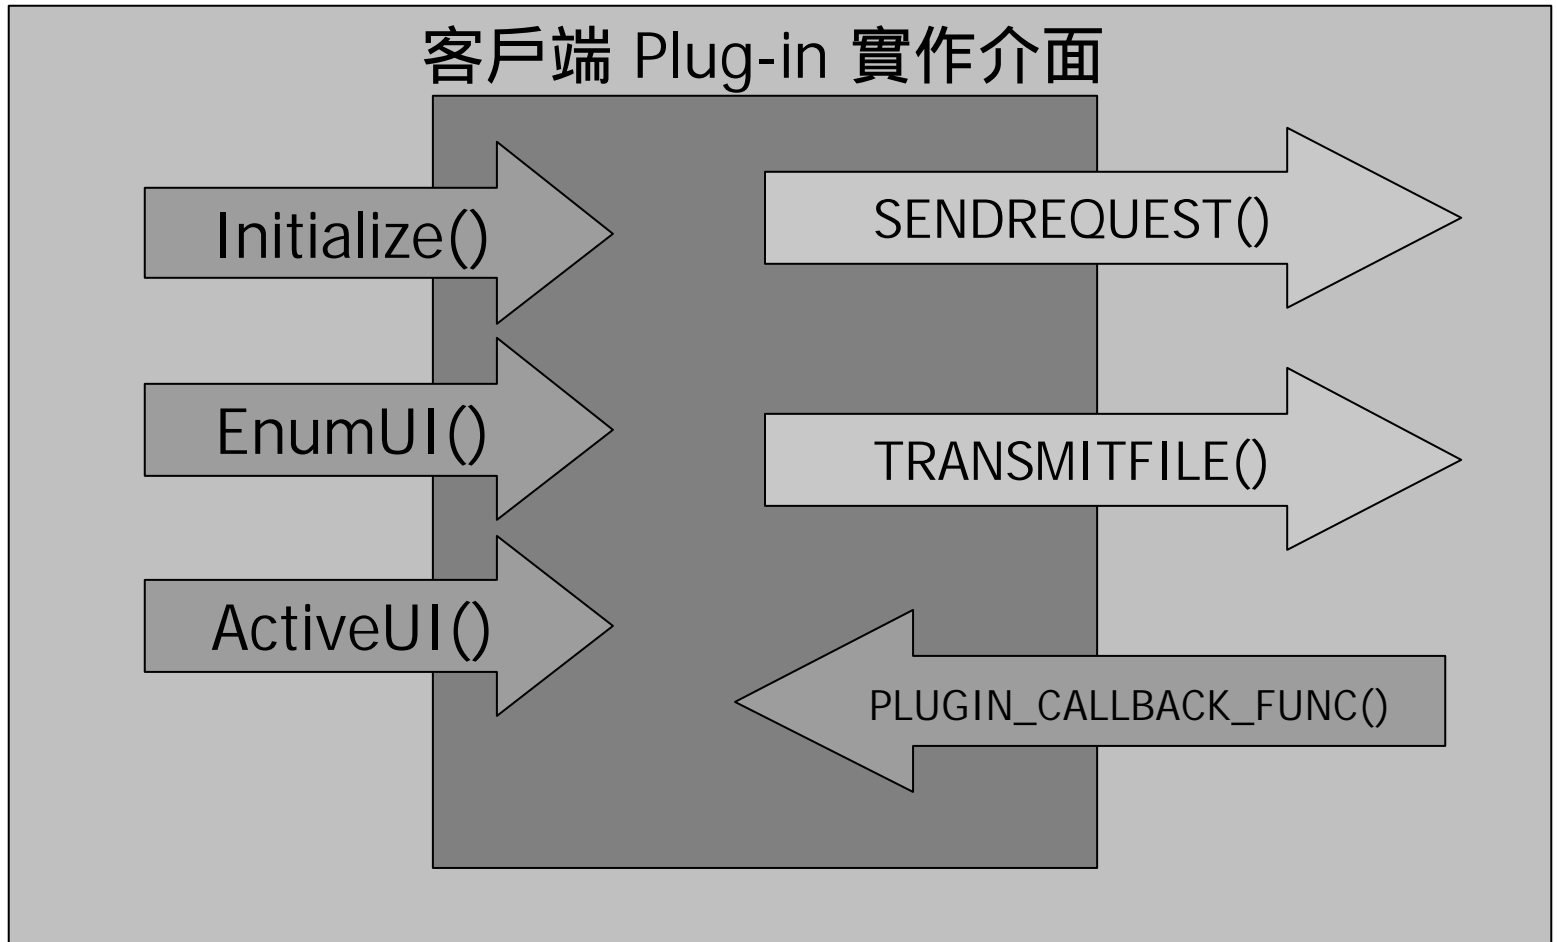 客戶端 Plug-in 實作介面
Initialize()
EnumUI()
ActiveUI()
SENDREQUEST()
TRANSMITFILE()
PLUGIN_CALLBACK_FUNC()